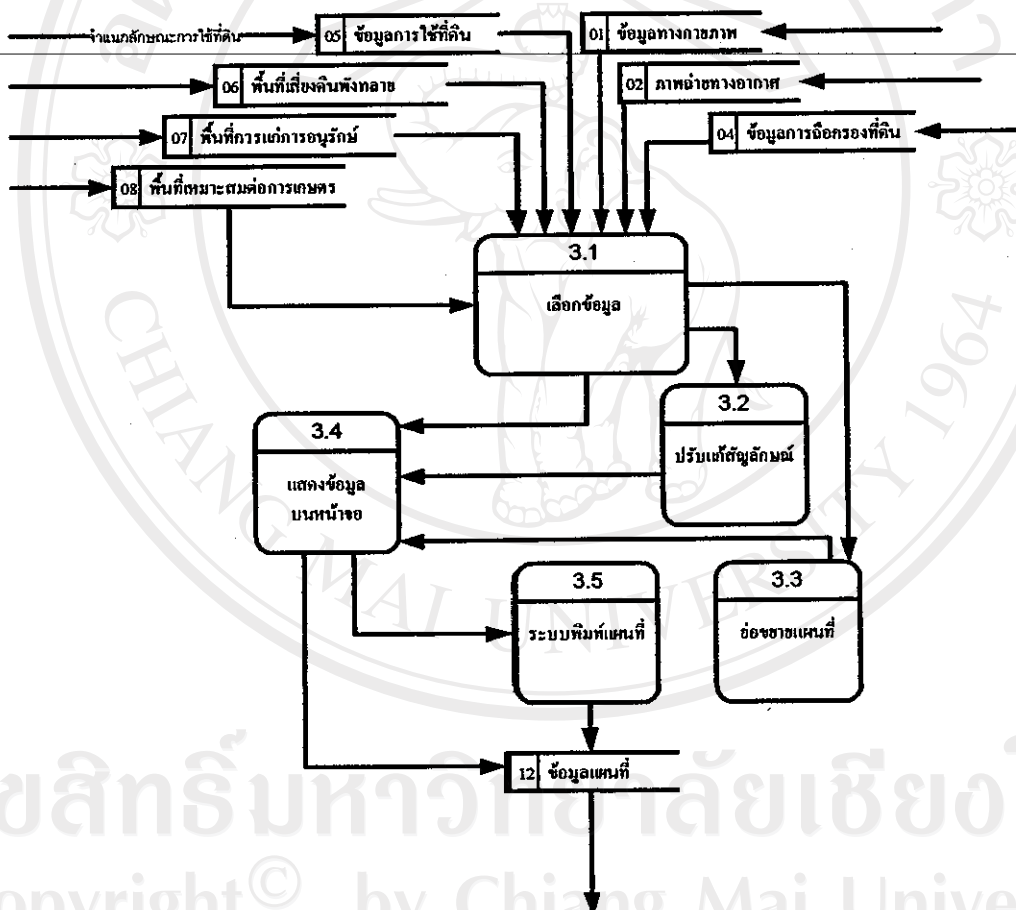 จำแนกลักษณะการใช้ที่ดิน
05 ข้อมูลการใช้ที่ดิน
01 ข้อมูลทางกายภาพ
06 พื้นที่เสี่ยงดินพังทลาย
02 ภาพถ่ายทางอากาศ
07 พื้นที่การแก่การอนุรักษ์
04 ข้อมูลการถือครองที่ดิน
08 พื้นที่เหมาะสมต่อการเกษตร
3.1
เลือกข้อมูล
3.2
ปรับแก้สัญลักษณ์
3.4
แสดงข้อมูล
บนหน้าจอ
3.5
ระบบพิมพ์แผนที่
3.3
ย่อขยายแผนที่
12 ข้อมูลแผนที่
CHIANG MAI UNIVERSITY 1964
ขสิทธิ์มหาวิทยาลัยเชียงใ
opyright© by Chiang Mai Unive